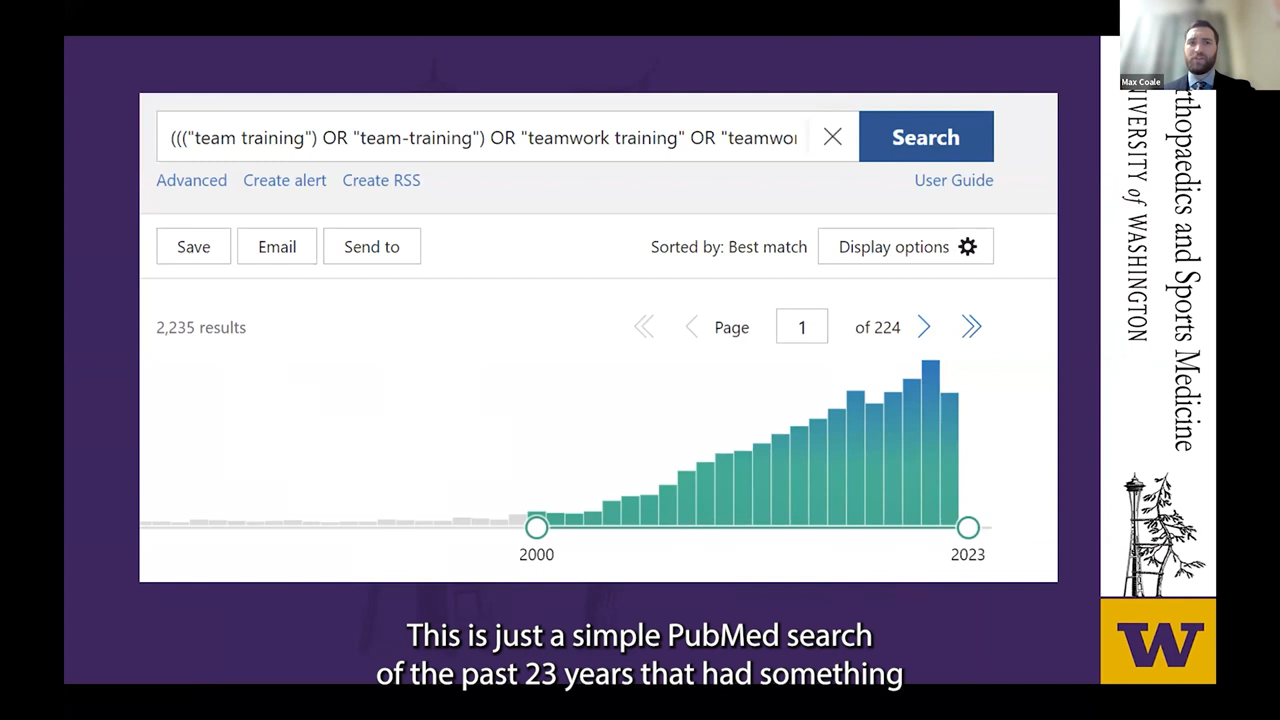 Max Coale
((("team training") OR "team-training") OR "teamwork training" OR "teamwor
Search
Advanced
Create alert
Create RSS
User Guide
Save
Email
Send to
Sorted by: Best match
Display options
2,235 results
Page
1
of 224
2000
2023
rthopaedics and Sports Medicine
NIVERSITY of WASHINGTON
W
This is just a simple PubMed search
of the past 23 years that had something